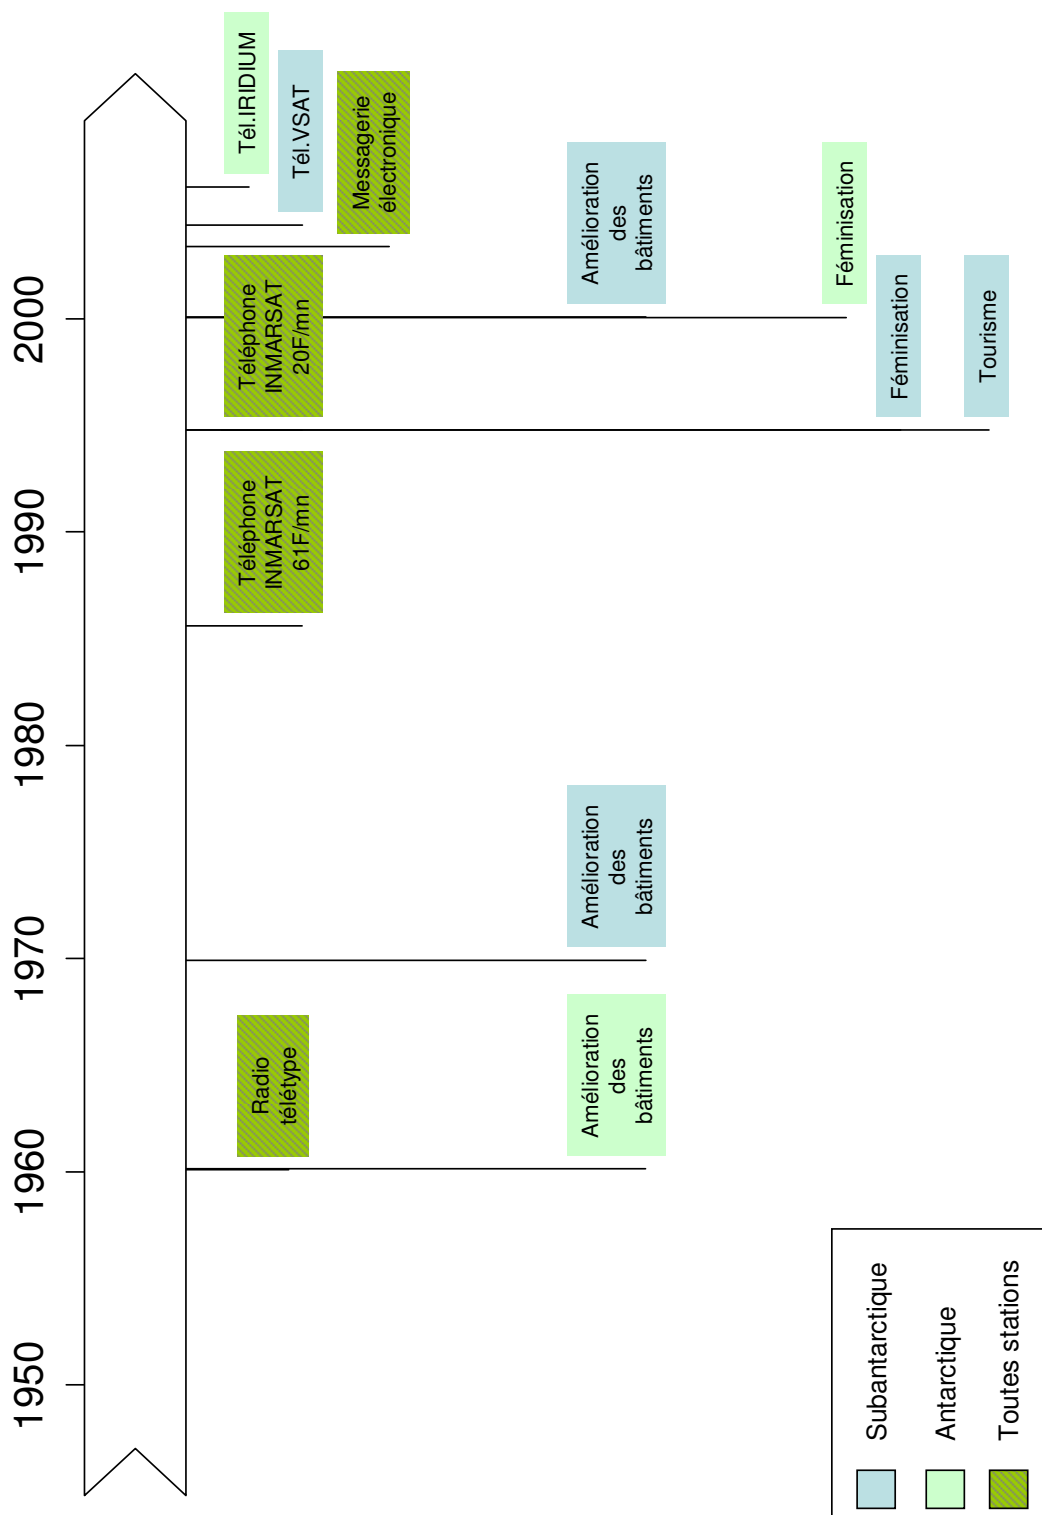 1950
1960
1970
1980
1990
2000
Radio
télétype
Téléphone
INMARSAT
61F/mn
Téléphone
INMARSAT
20F/mn
Tél.IRIDIUM
Tél.VSAT
Messagerie
électronique
Amélioration
des
bâtiments
Amélioration
des
bâtiments
Amélioration
des
bâtiments
Féminisation
Féminisation
Tourisme
Subantarctique
Antarctique
Toutes stations